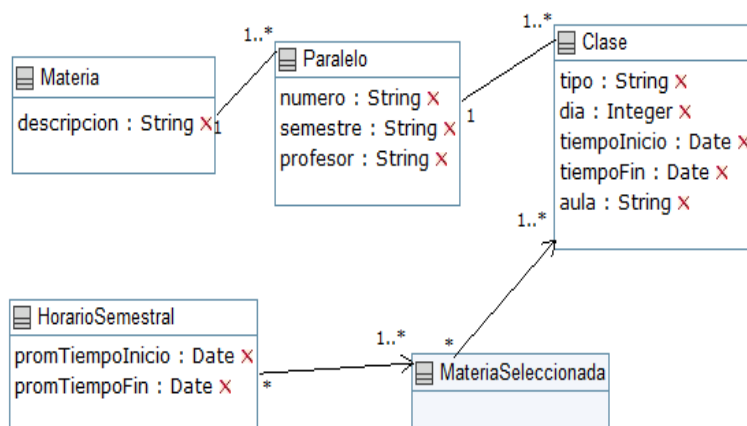 Materia
descripcion : String
1
1..*
Paralelo
numero : String
semestre : String
profesor : String
1
1..*
Clase
tipo : String
dia : Integer
tiempoInicio : Date
tiempoFin : Date
aula : String
1..*
HorarioSemestral
promTiempoInicio : Date
promTiempoFin : Date
*
1..*
*
MateriaSeleccionada